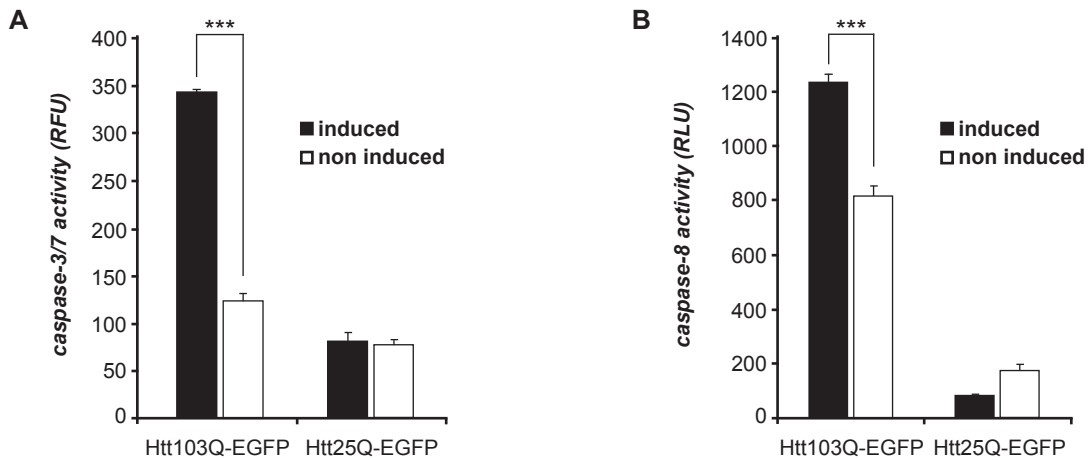 A
***
400
350
300
250
200
150
100
50
0
caspase-3/7 activity (RFU)
induced
non induced
Htt103Q-EGFP
Htt25Q-EGFP
B
***
1400
1200
1000
800
600
400
200
0
caspase-8 activity (RLU)
induced
non induced
Htt103Q-EGFP
Htt25Q-EGFP